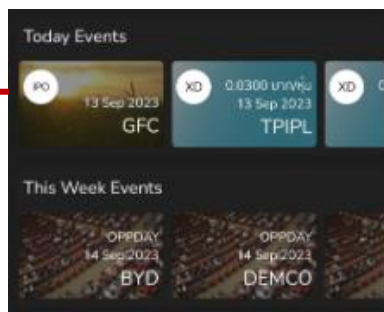 Today Events
IPO
13 Sep 2023
GFC
XD
0.0300 บาท/หุ้น
13 Sep 2023
TPIPL
XD
This Week Events
OPPDAY
14 Sep 2023
BYD
OPPDAY
14 Sep 2023
DEMCO